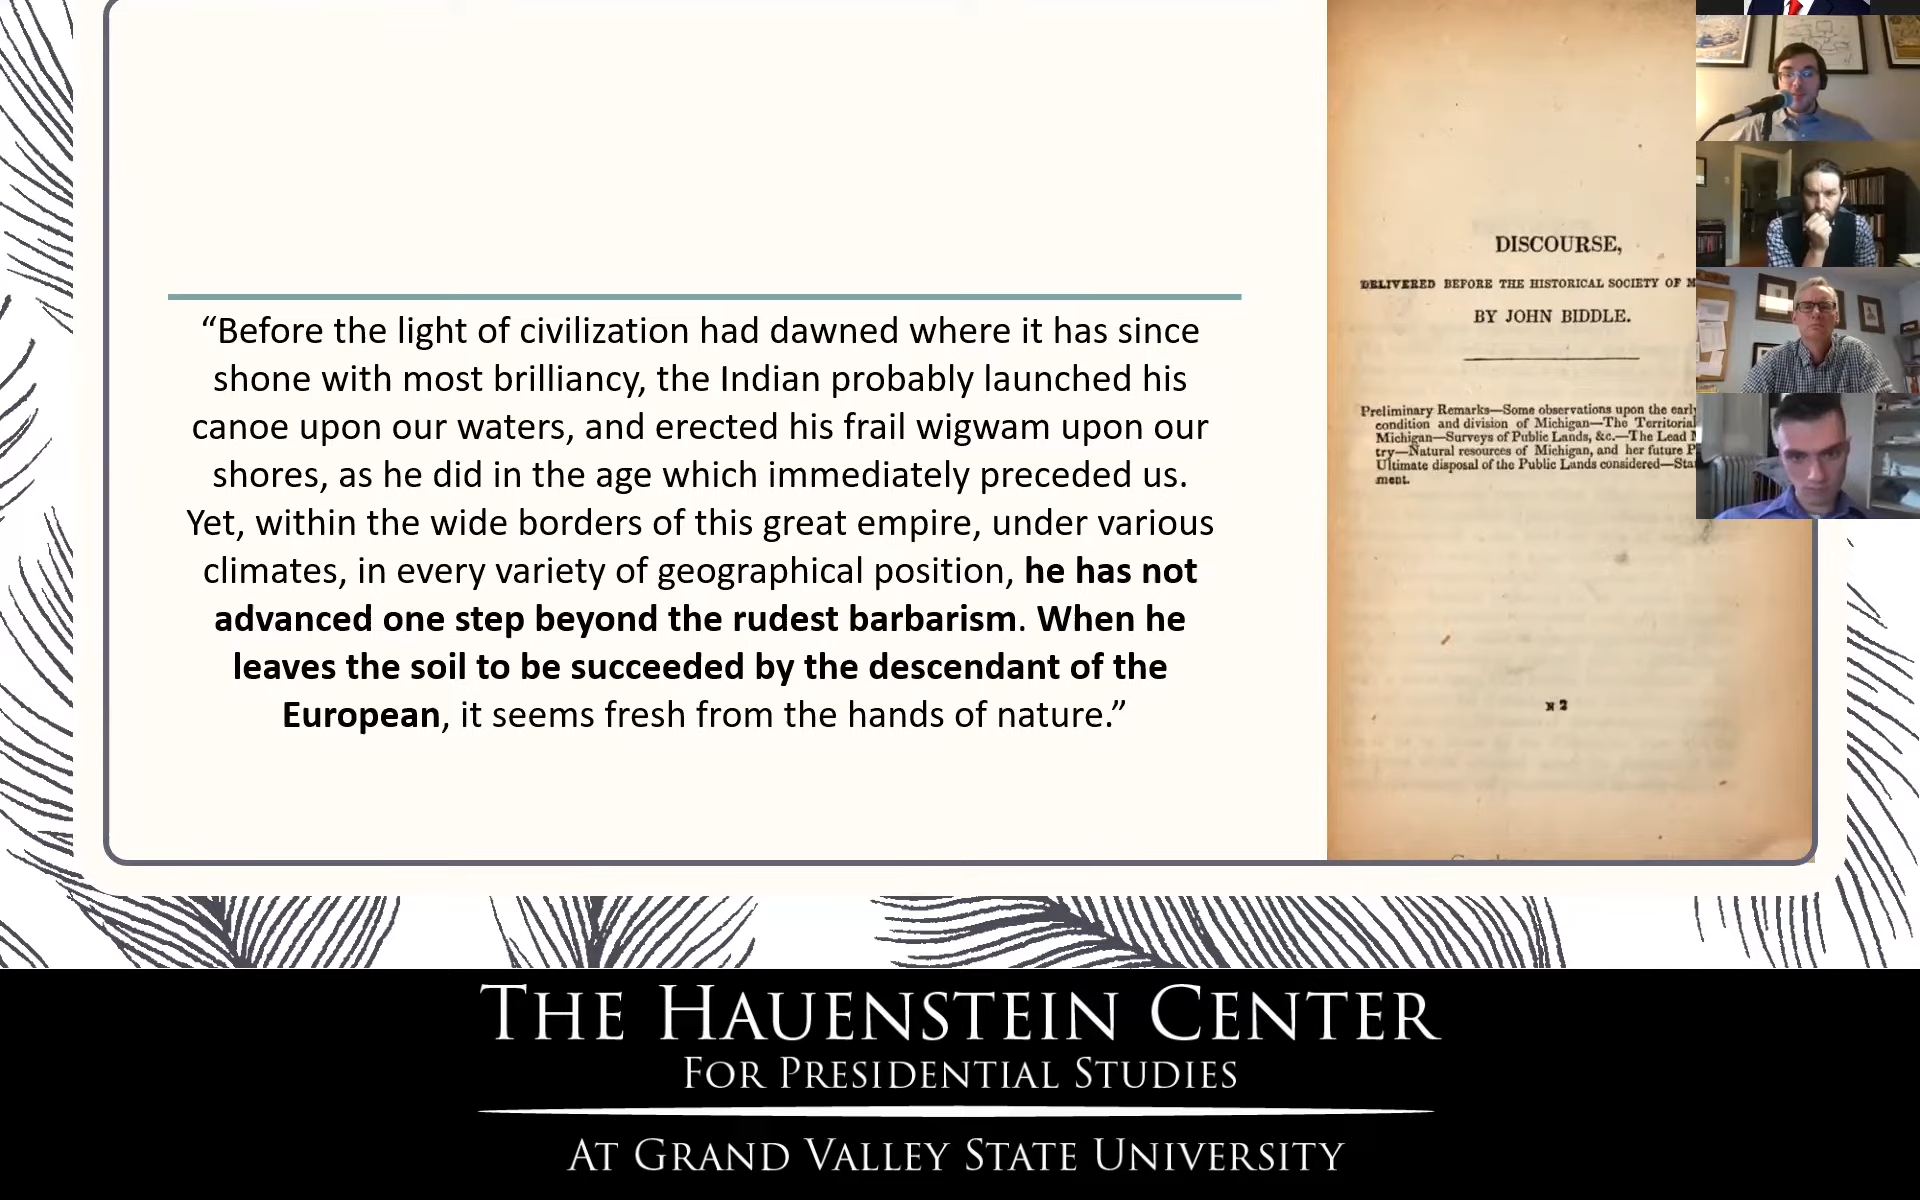 “Before the light of civilization had dawned where it has since
shone with most brilliancy, the Indian probably launched his
canoe upon our waters, and erected his frail wigwam upon our
shores, as he did in the age which immediately preceded us.
Yet, within the wide borders of this great empire, under various
climates, in every variety of geographical position, he has not
advanced one step beyond the rudest barbarism. When he
leaves the soil to be succeeded by the descendant of the
European, it seems fresh from the hands of nature.”
DISCOURSE,
DELIVERED BEFORE THE HISTORICAL SOCIETY OF
BY JOHN BIDDLE.
Preliminary Remarks—Some observations upon the
condition and division of Michigan—The Territorial
Michigan—Surveys of Public Lands, &c.—The Lead
try—Natural resources of Michigan, and her future
Ultimate disposal of the Public Lands considered—
ment.
N 2
THE HAUENSTEIN CENTER
FOR PRESIDENTIAL STUDIES
AT GRAND VALLEY STATE UNIVERSITY